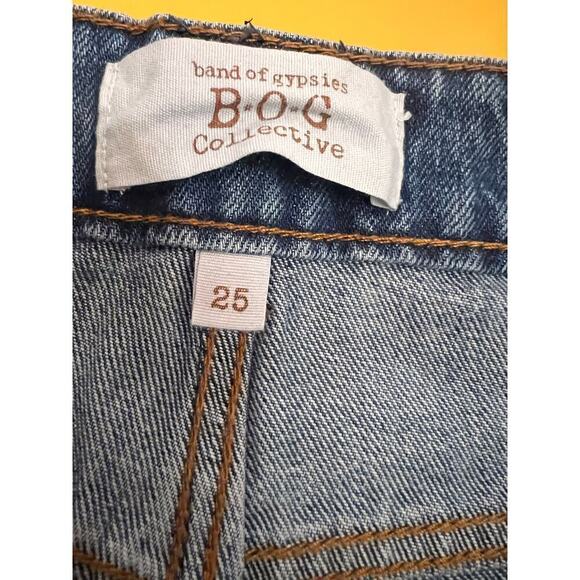 band of gypsies
B•O•G
Collective
25